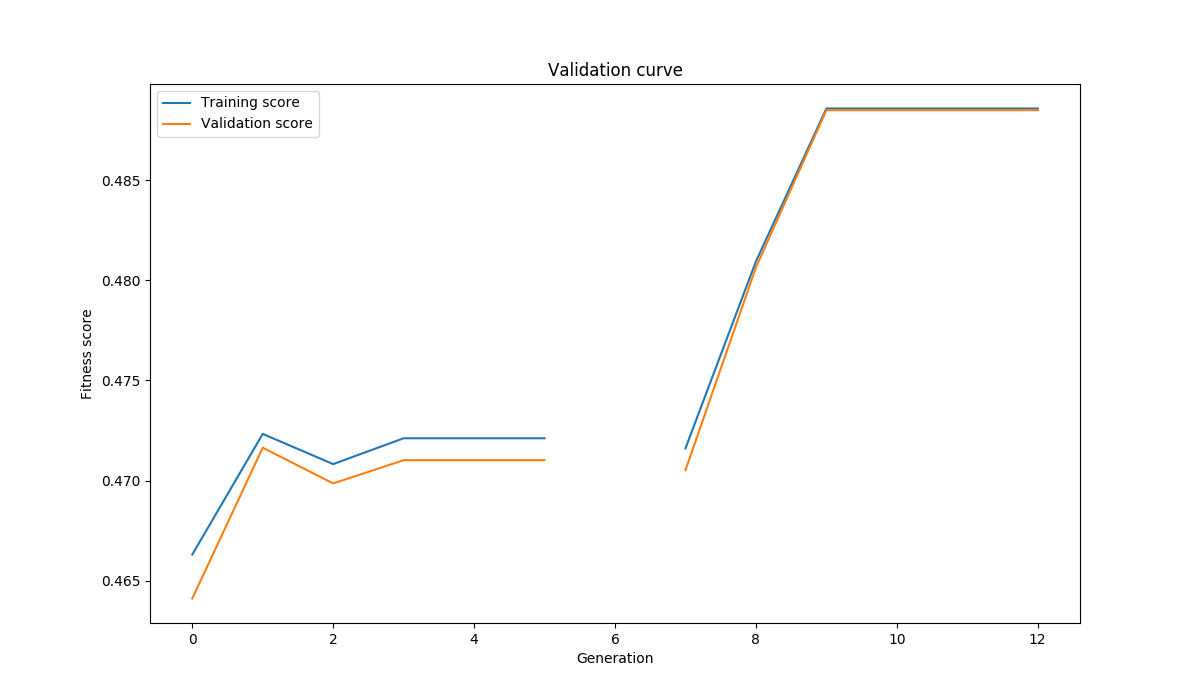 Validation curve
Training score
Validation score
0.485
0.480
0.475
0.470
0.465
Fitness score
0 2 4 6 8 10 12
Generation